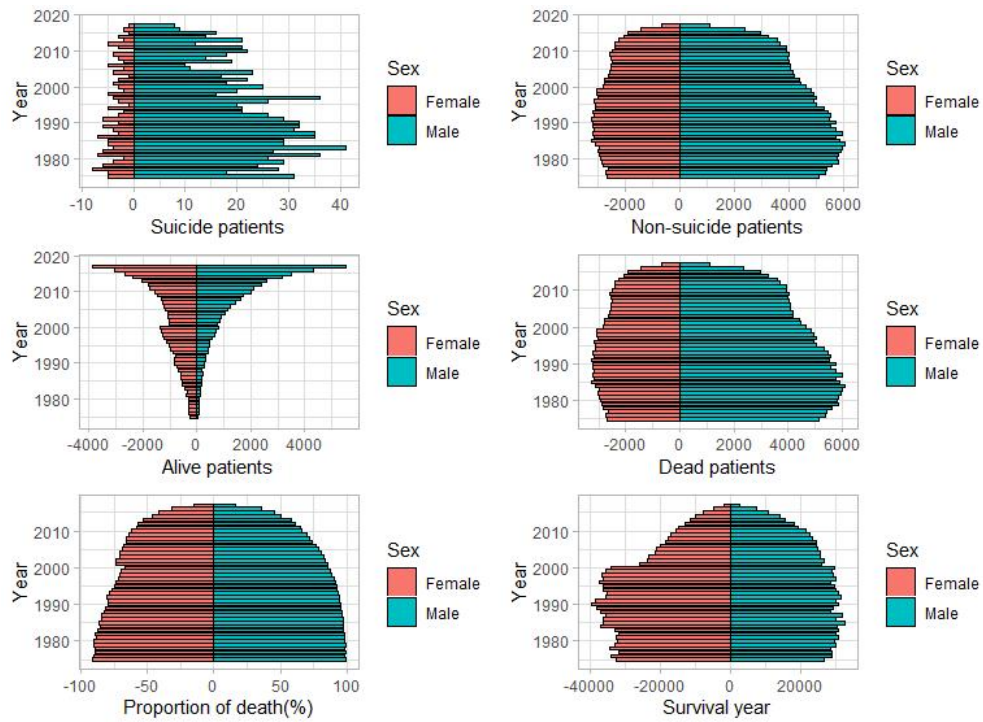 2020
2010
2000
1990
1980
Year
-10 0 10 20 30 40
Suicide patients
Sex
Female
Male
2020
2010
2000
1990
1980
Year
-2000 0 2000 4000 6000
Non-suicide patients
Sex
Female
Male
2020
2010
2000
1990
1980
Year
-4000 -2000 0 2000 4000
Alive patients
Sex
Female
Male
2010
2000
1990
1980
Year
-2000 0 2000 4000 6000
Dead patients
Sex
Female
Male
2010
2000
1990
1980
Year
-100 -50 0 50 100
Proportion of death(%)
Sex
Female
Male
2010
2000
1990
1980
Year
-40000 -20000 0 20000
Survival year
Sex
Female
Male